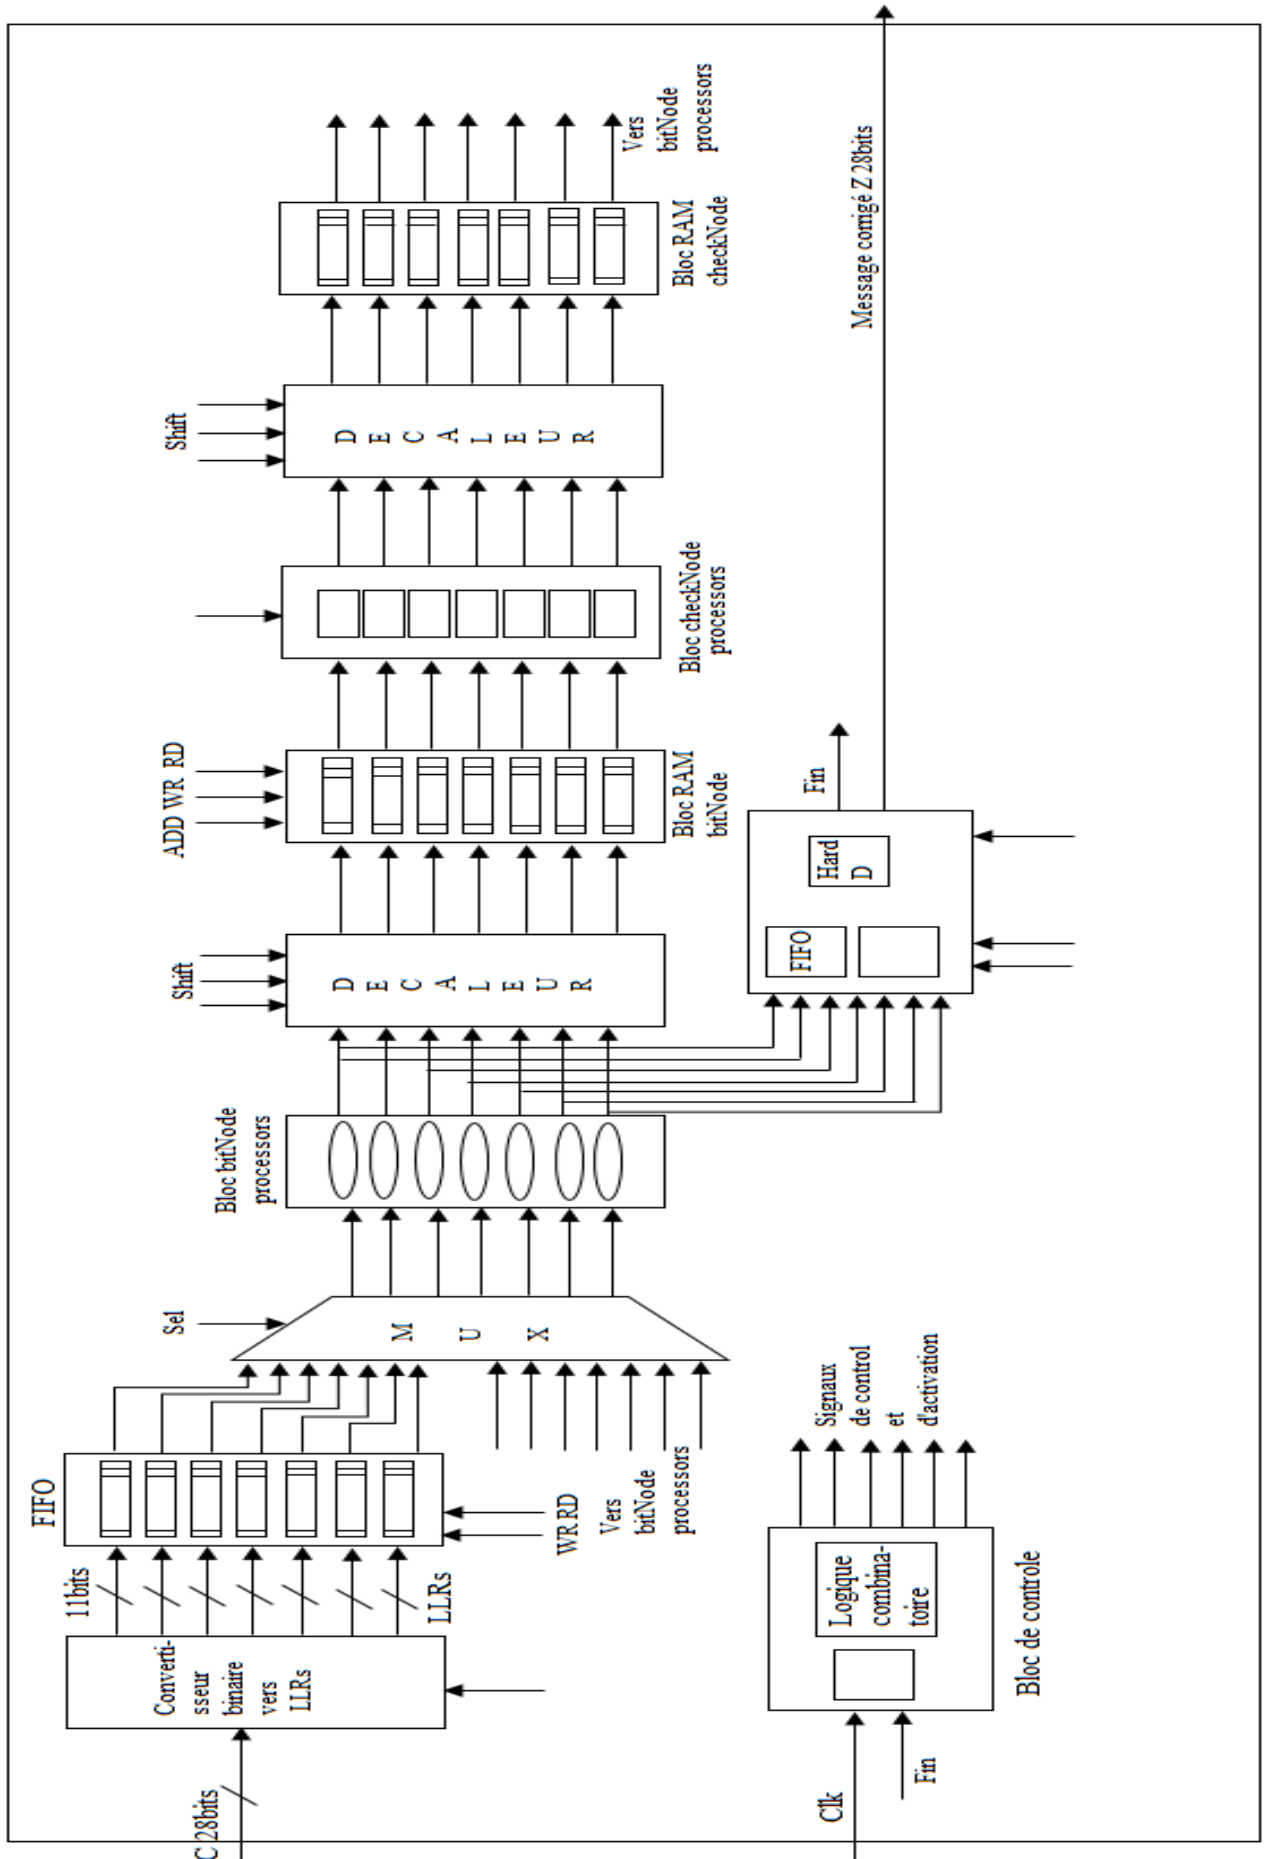 C 28bits
Converti-
sseur
binaire
vers
LLRs
11bits
LLRs
FIFO
WR RD
Vers
bitNode
processors
Sel
M
U
X
Bloc bitNode
processors
Shift
D
E
C
A
L
E
U
R
ADD WR RD
Bloc RAM
bitNode
Bloc checkNode
processors
Shift
D
E
C
A
L
E
U
R
Bloc RAM
checkNode
Vers
bitNode
processors
Clk
Fin
Logique
combina-
toire
Bloc de controle
Signaux
de control
et
d'activation
FIFO
Hard
D
Fin
Message corrigé Z 28bits